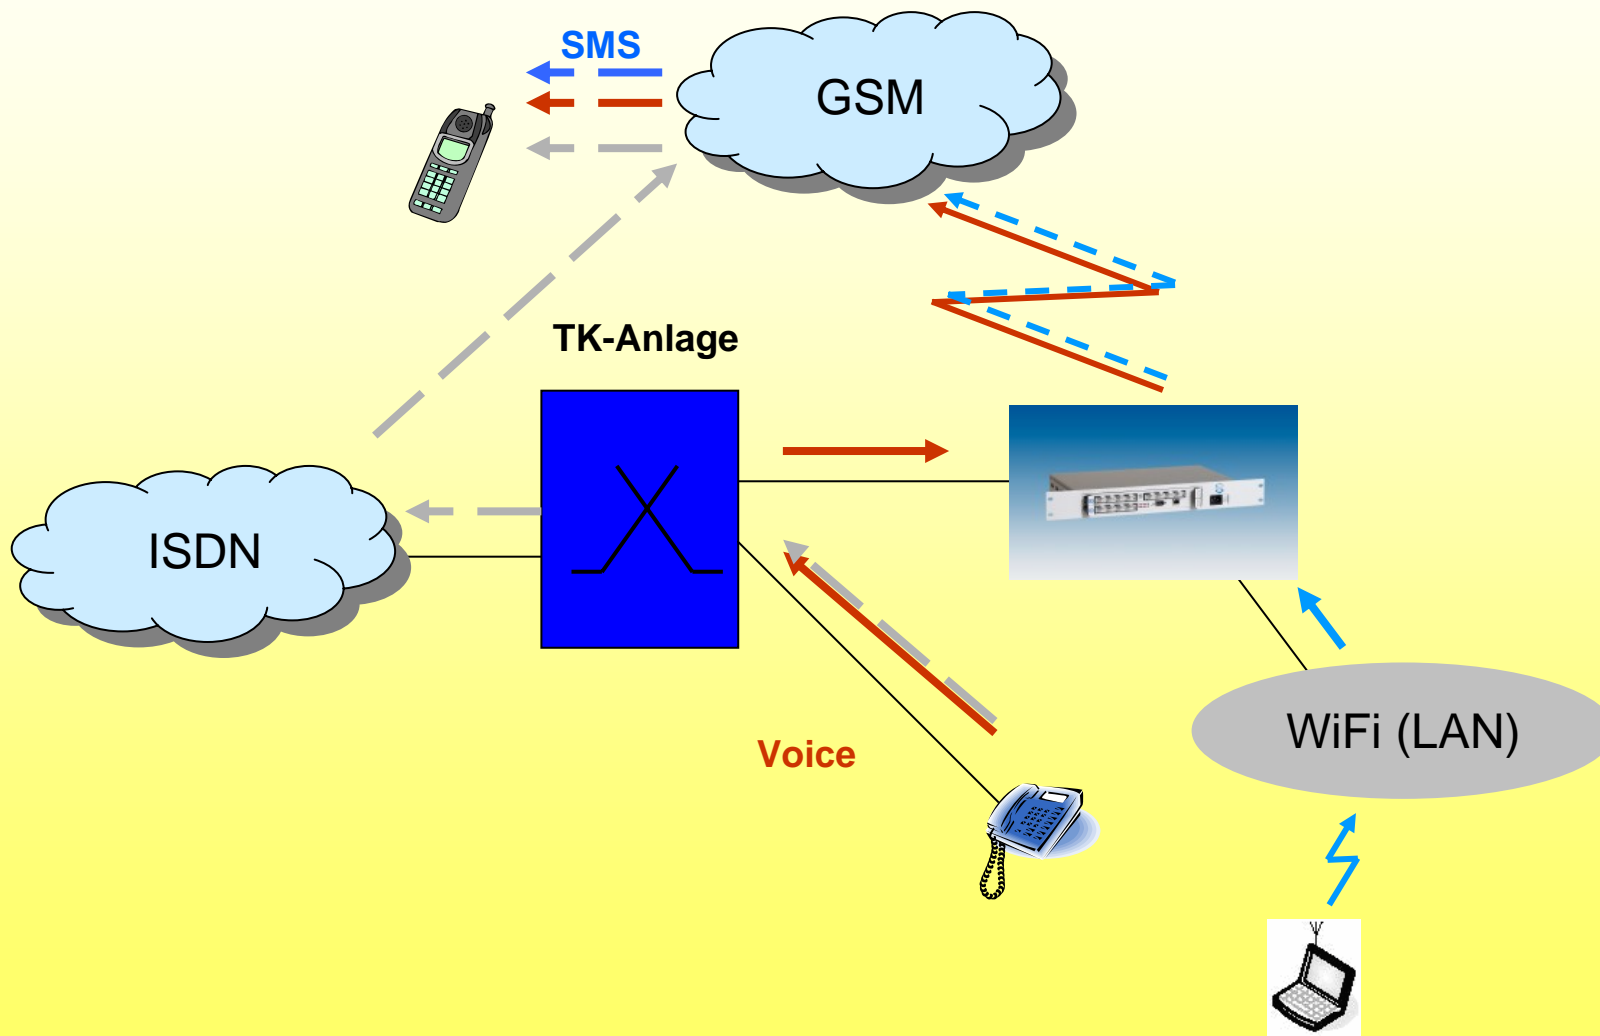 SMS
GSM
TK-Anlage
ISDN
WiFi (LAN)
Voice